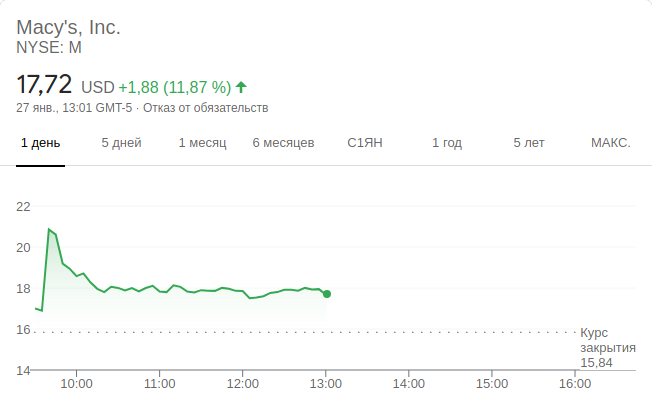 Macy's, Inc.
NYSE: M
17,72 USD +1,88 (11,87 %)
27 янв., 13:01 GMT-5 · Отказ от обязательств
1 день 5 дней 1 месяц 6 месяцев С1ЯН 1 год 5 лет МАКС.
22
20
18
16
Курс
закрытия
15,84
14
10:00 11:00 12:00 13:00 14:00 15:00 16:00